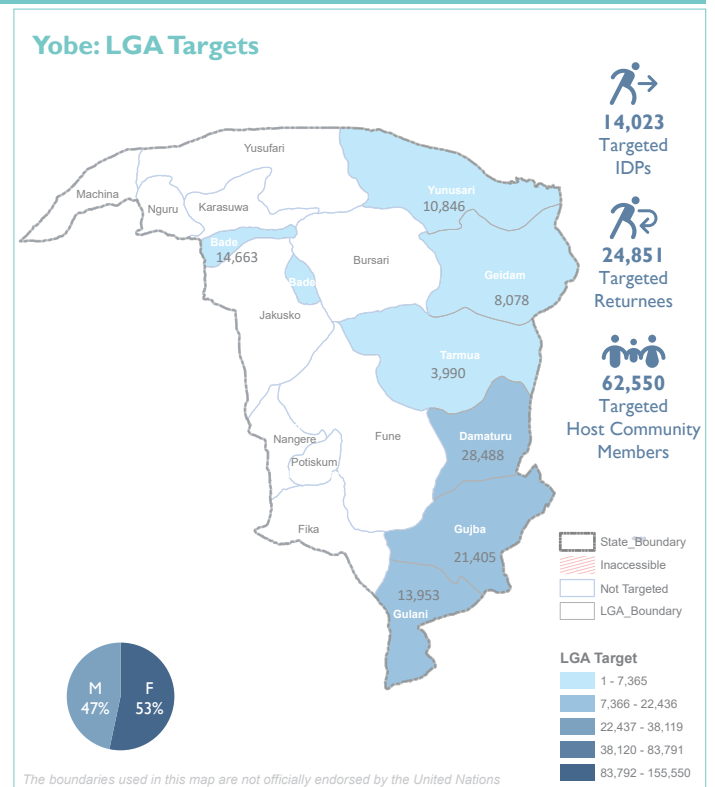 Yobe: LGA Targets
14,023
Targeted
IDPs
24,851
Targeted
Returnees
62,550
Targeted
Host Community
Members
Yusufari
Machina
Nguru
Karasuwa
Yunusari
10,846
Bade
14,663
Bursari
Bade
Geidam
8,078
Jakusko
Tarmua
3,990
Nangere
Fune
Damaturu
28,488
Potiskum
Fika
Gujba
21,405
13,953
Gulani
State_Boundary
Inaccessible
Not Targeted
LGA_Boundary
LGA Target
1 - 7,365
7,366 - 22,436
22,437 - 38,119
38,120 - 83,791
83,792 - 155,550
M
47%
F
53%
The boundaries used in this map are not officially endorsed by the United Nations